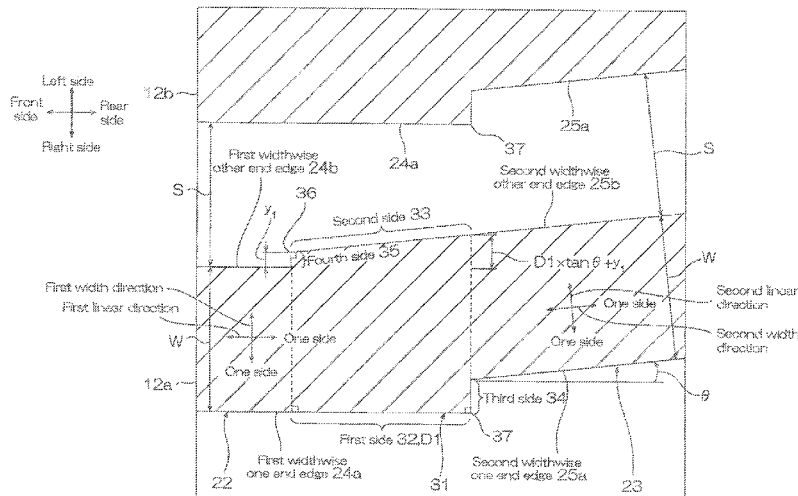 Left side
Front side
Rear side
Right side
12b
24a
37
25a
S
First widthwise other end edge 24b
S
36
Second widthwise other end edge 25b
y1
Second side 33
Fourth side 35
D1×tan θ+y1
W
First width direction
First linear direction
One side
One side
W
One side
One side
Second linear direction
Second width direction
12a
Third side 34
θ
First side 32,D1
37
22
First widthwise one end edge 24a
31
Second widthwise one end edge 25a
23